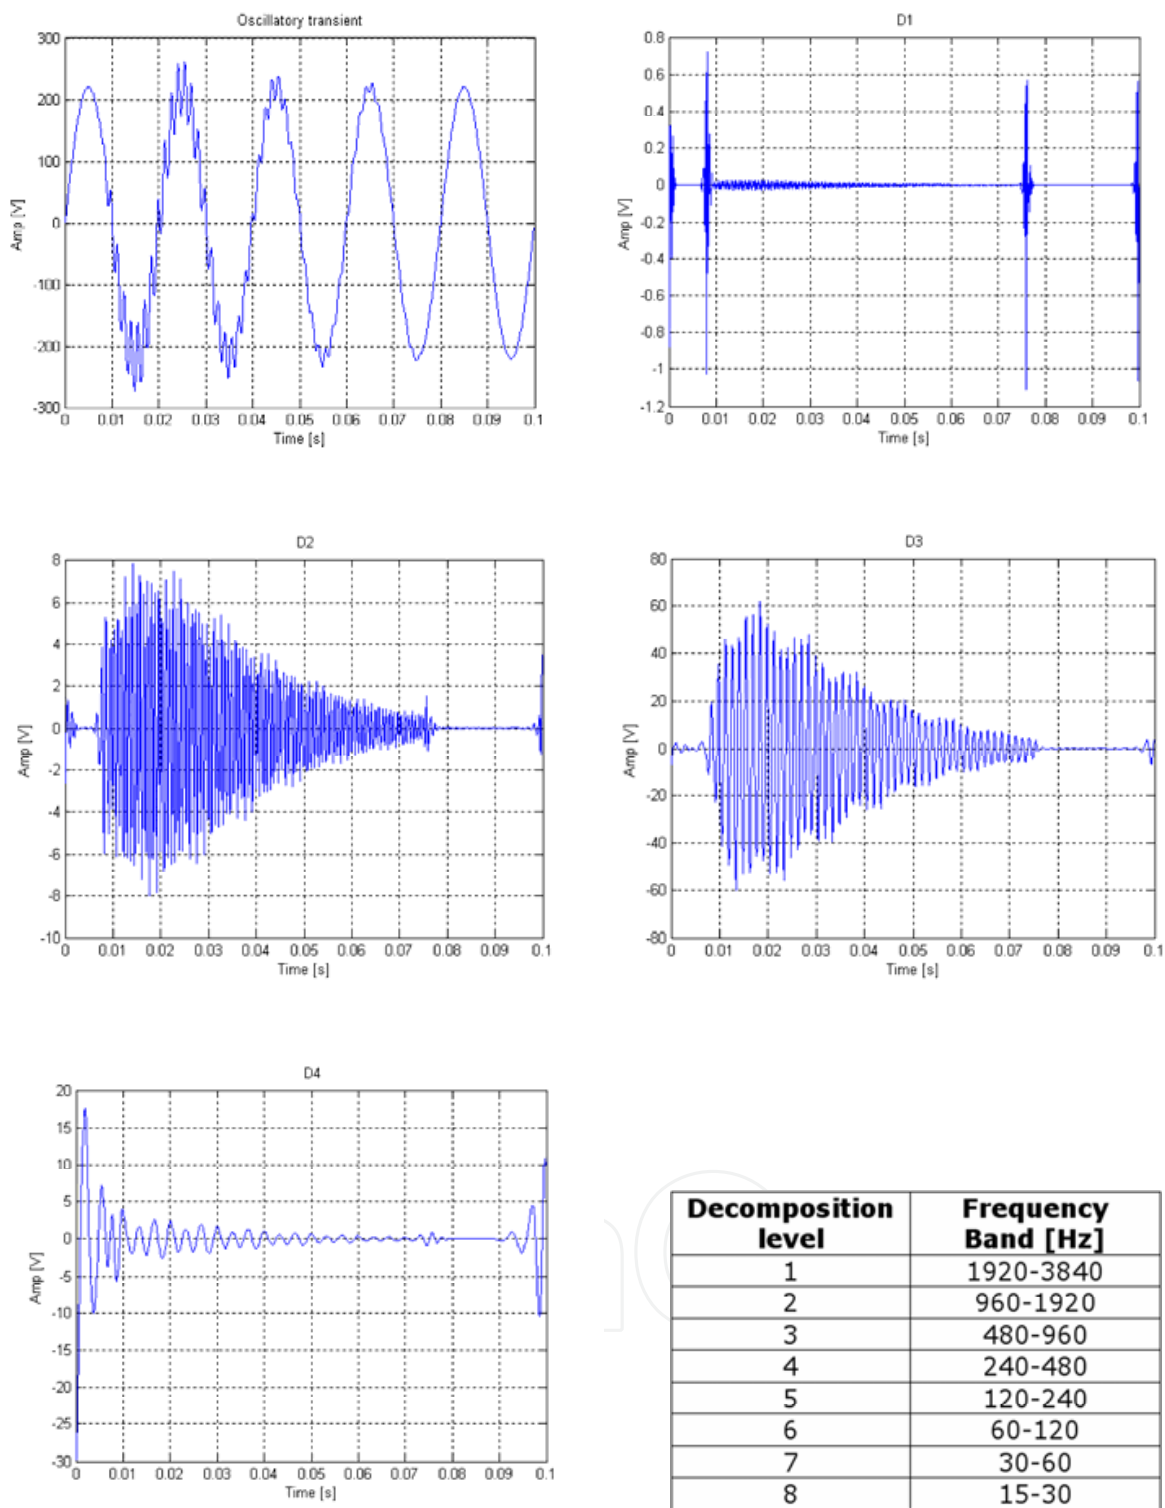 Oscillatory transient
300
200
100
0
-100
-200
-300
Amp [V]
0 0.01 0.02 0.03 0.04 0.05 0.06 0.07 0.08 0.09 0.1
Time [s]
D1
0.8
0.6
0.4
0.2
0
-0.2
-0.4
-0.6
-0.8
-1
-1.2
Amp [V]
0 0.01 0.02 0.03 0.04 0.05 0.06 0.07 0.08 0.09 0.1
Time [s]
D2
8
6
4
2
0
-2
-4
-6
-8
-10
Amp [V]
0 0.01 0.02 0.03 0.04 0.05 0.06 0.07 0.08 0.09 0.1
Time [s]
D3
80
60
40
20
0
-20
-40
-60
-80
Amp [V]
0 0.01 0.02 0.03 0.04 0.05 0.06 0.07 0.08 0.09 0.1
Time [s]
D4
20
15
10
5
0
-5
-10
-15
-20
-25
-30
Amp [V]
0 0.01 0.02 0.03 0.04 0.05 0.06 0.07 0.08 0.09 0.1
Time [s]
Decomposition Frequency
level Band [Hz]
1 1920-3840
2 960-1920
3 480-960
4 240-480
5 120-240
6 60-120
7 30-60
8 15-30